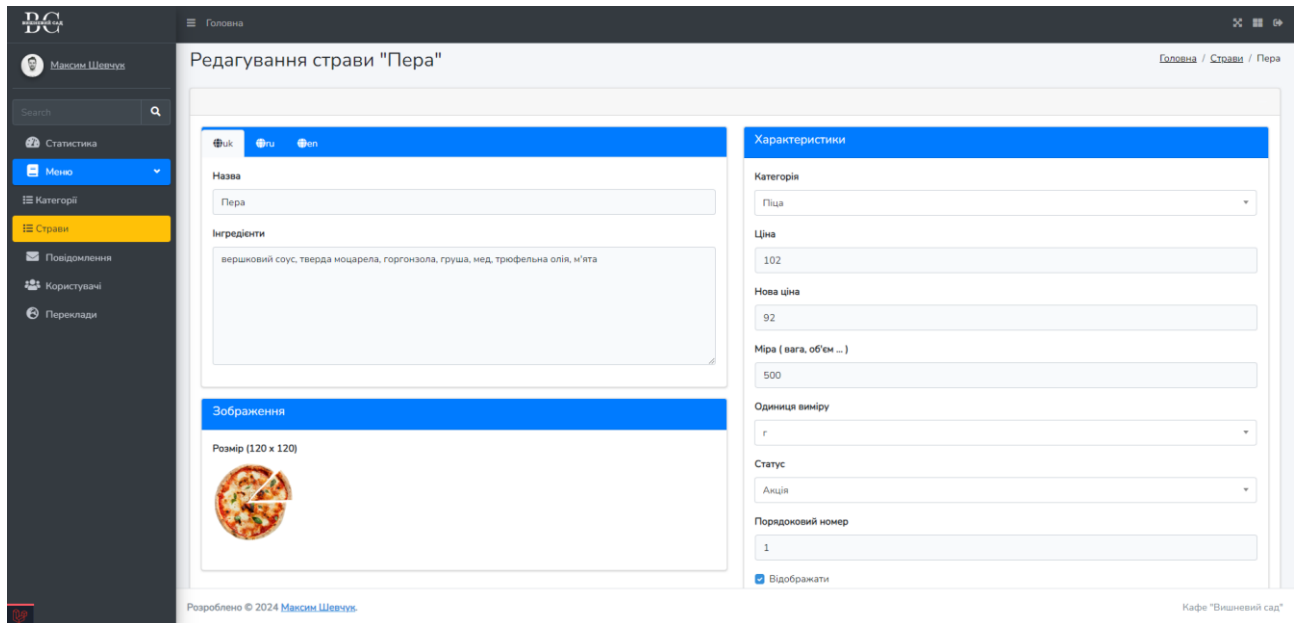 ВС
ВИШНЕВИЙ САД
Головна
Максим Шевчук
Search
Статистика
Меню
Категорії
Страви
Повідомлення
Користувачі
Переклади
Редагування страви "Пера"
Головна / Страви / Пера
uk ru en
Назва
Пера
Інгредієнти
вершковий соус, тверда моцарела, горгонзола, груша, мед, трюфельна олія, м'ята
Зображення
Розмір (120 x 120)
Характеристики
Категорія
Піца
Ціна
102
Нова ціна
92
Міра ( вага, об'єм ... )
500
Одиниця виміру
г
Статус
Акція
Порядоковий номер
1
Відображати
Розроблено © 2024 Максим Шевчук.
Кафе "Вишневий сад"